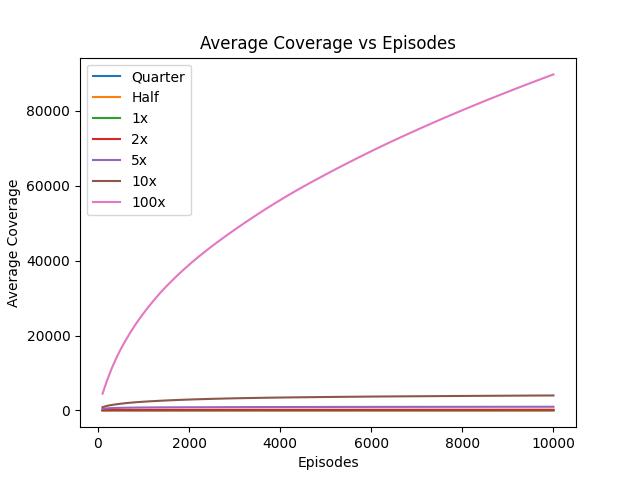 Average Coverage vs Episodes
Quarter
Half
1x
2x
5x
10x
100x
80000
60000
40000
20000
0
Average Coverage
0 2000 4000 6000 8000 10000
Episodes